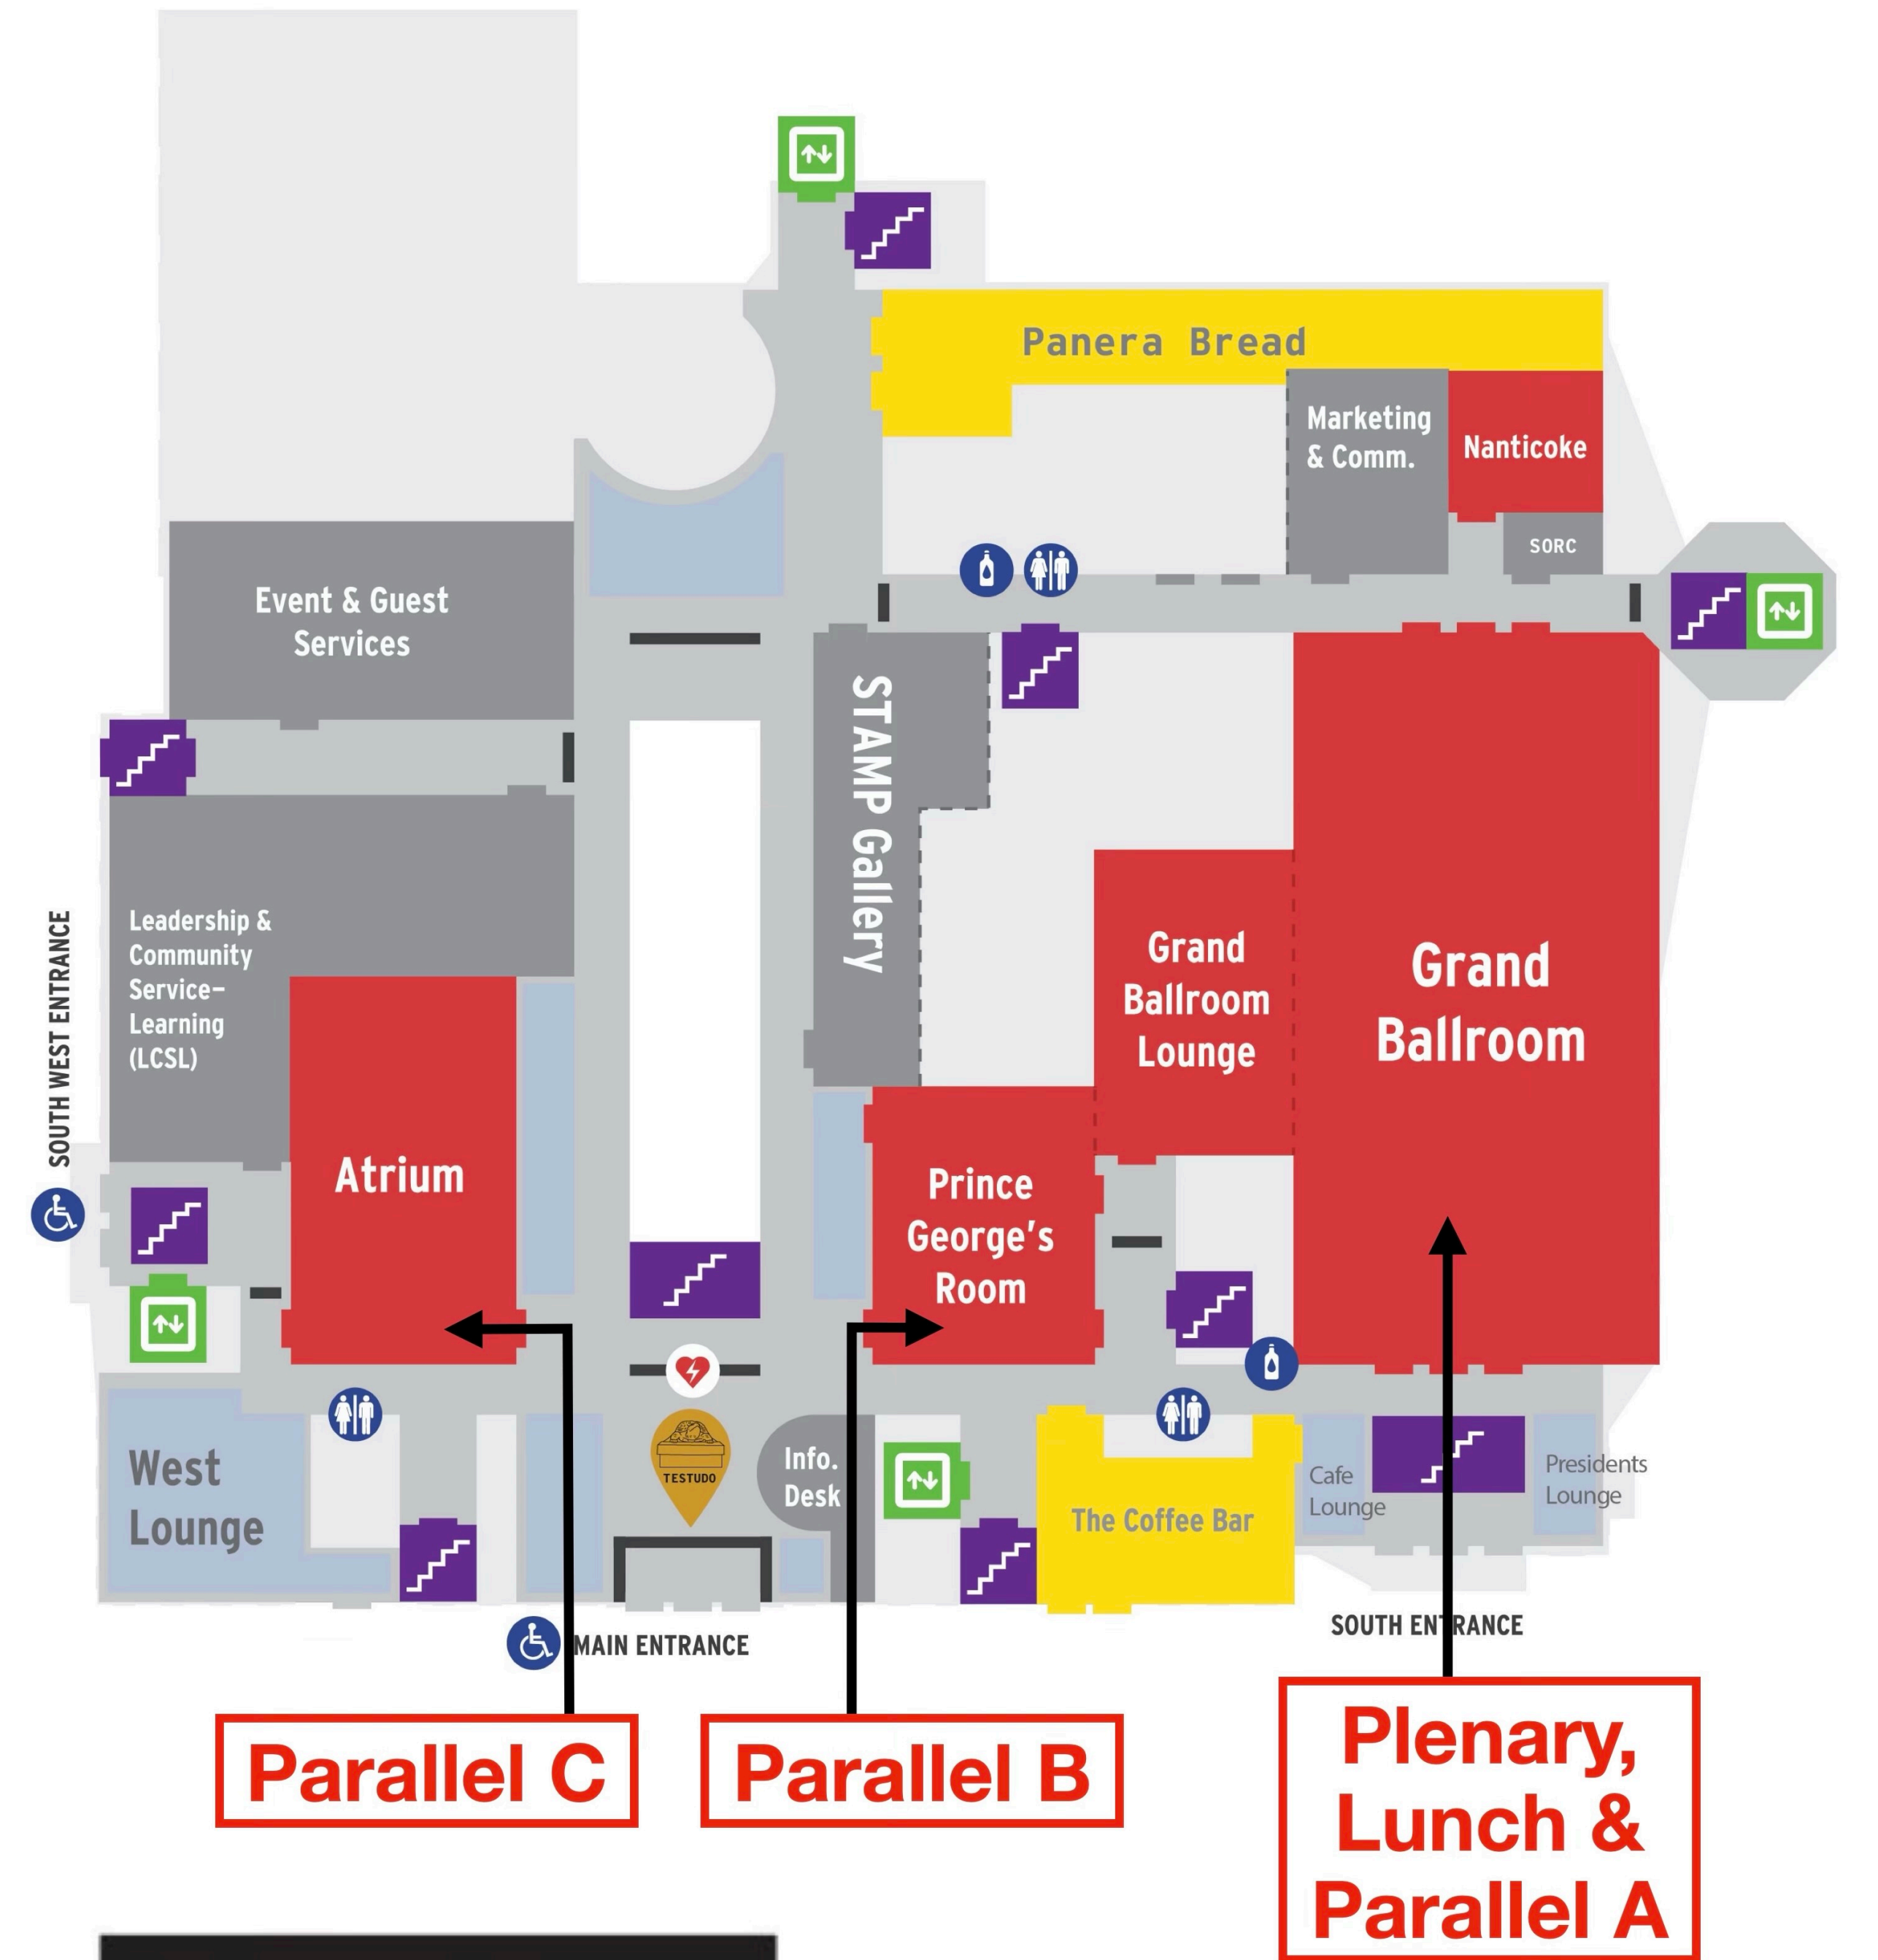 Panera Bread
Marketing
& Comm.
Nanticoke
SORC
Event & Guest
Services
STAMP Gallery
Leadership &
Community
Service-
Learning
(LCSL)
SOUTH WEST ENTRANCE
Grand
Ballroom
Lounge
Grand
Ballroom
Atrium
Prince
George's
Room
West
Lounge
TESTUDO
Info.
Desk
The Coffee Bar
Cafe
Lounge
Presidents
Lounge
MAIN ENTRANCE
SOUTH ENTRANCE
Parallel C
Parallel B
Plenary,
Lunch &
Parallel A